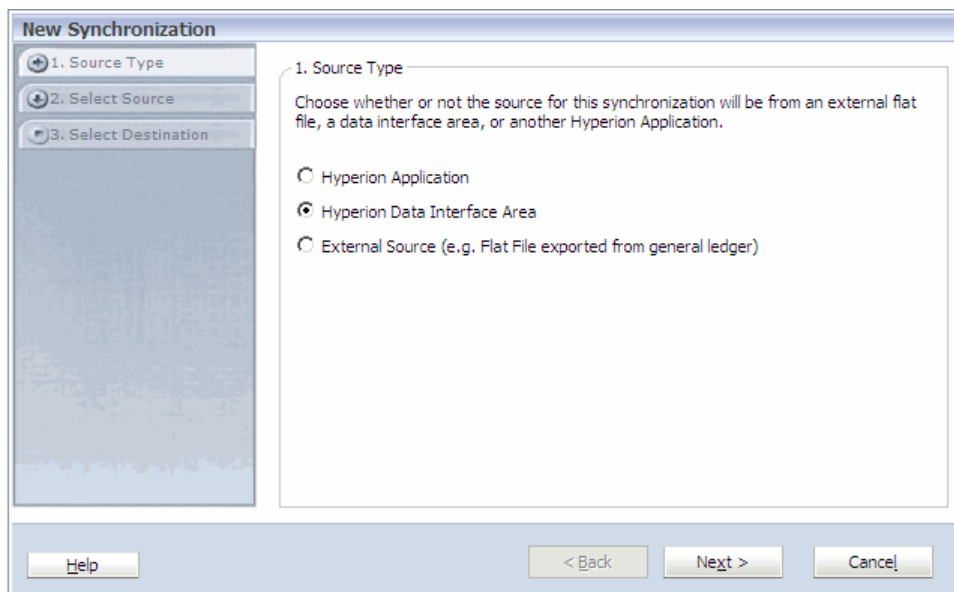 New Synchronization
1. Source Type
2. Select Source
3. Select Destination
1. Source Type
Choose whether or not the source for this synchronization will be from an external flat
file, a data interface area, or another Hyperion Application.
Hyperion Application
Hyperion Data Interface Area
External Source (e.g. Flat File exported from general ledger)
Help
< Back
Next >
Cancel